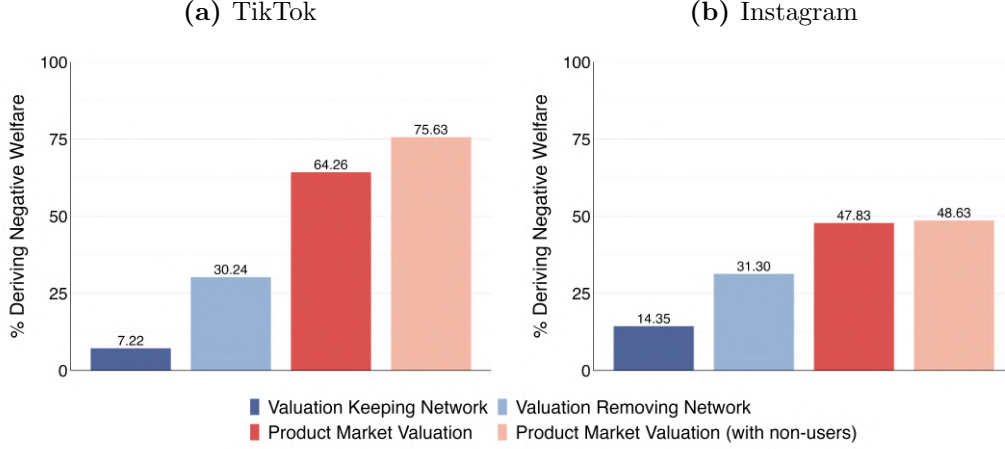 (a) TikTok
(b) Instagram
% Deriving Negative Welfare
100
75
50
25
0
7.22
30.24
64.26
75.63
% Deriving Negative Welfare
100
75
50
25
0
14.35
31.30
47.83
48.63
Valuation Keeping Network
Valuation Removing Network
Product Market Valuation
Product Market Valuation (with non-users)